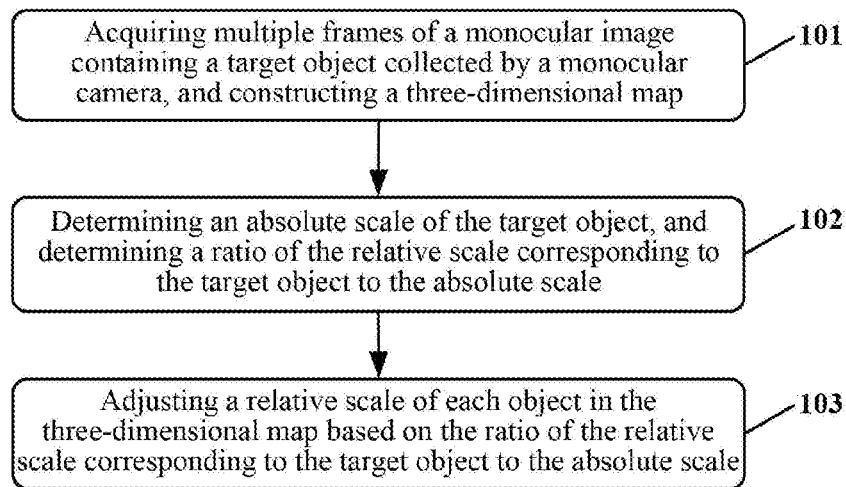 Acquiring multiple frames of a monocular image
containing a target object collected by a monocular
camera, and constructing a three-dimensional map
101
Determining an absolute scale of the target object, and
determining a ratio of the relative scale corresponding to
the target object to the absolute scale
102
Adjusting a relative scale of each object in the
three-dimensional map based on the ratio of the relative
scale corresponding to the target object to the absolute scale
103